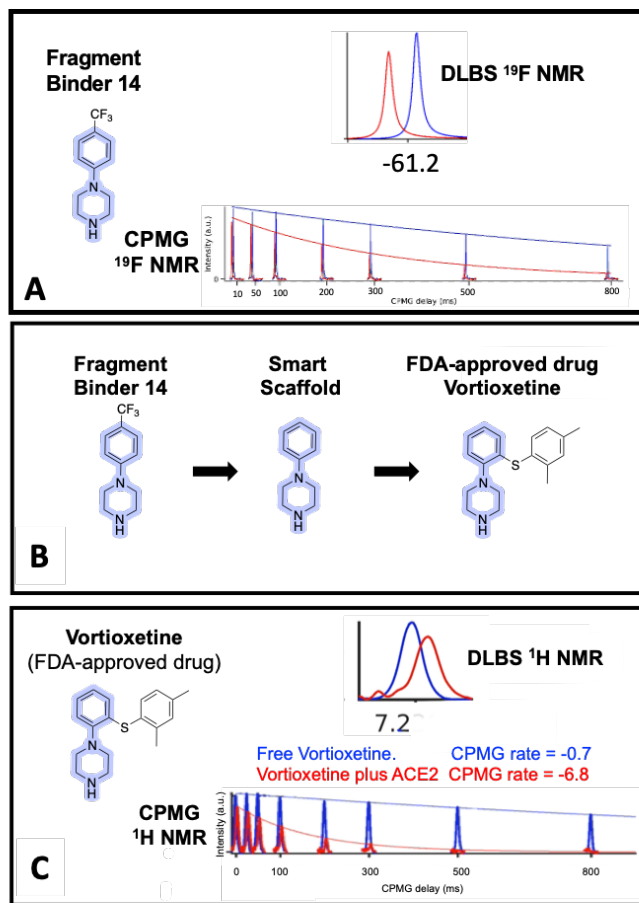 Fragment
Binder 14
CF₃
N
N
H
DLBS ¹⁹F NMR
-61.2
CPMG
¹⁹F NMR
Intensity (a.u.)
0
10 50 100 200 300 500 800
CPMG delay (ms)
A
Fragment
Binder 14
Smart
Scaffold
FDA-approved drug
Vortioxetine
CF₃
N
N
H
N
N
H
S
N
N
H
B
Vortioxetine
(FDA-approved drug)
S
N
N
H
DLBS ¹H NMR
7.2
Free Vortioxetine. CPMG rate = -0.7
Vortioxetine plus ACE2 CPMG rate = -6.8
CPMG
¹H NMR
Intensity (a.u.)
0 100 200 300 500 800
CPMG delay (ms)
C